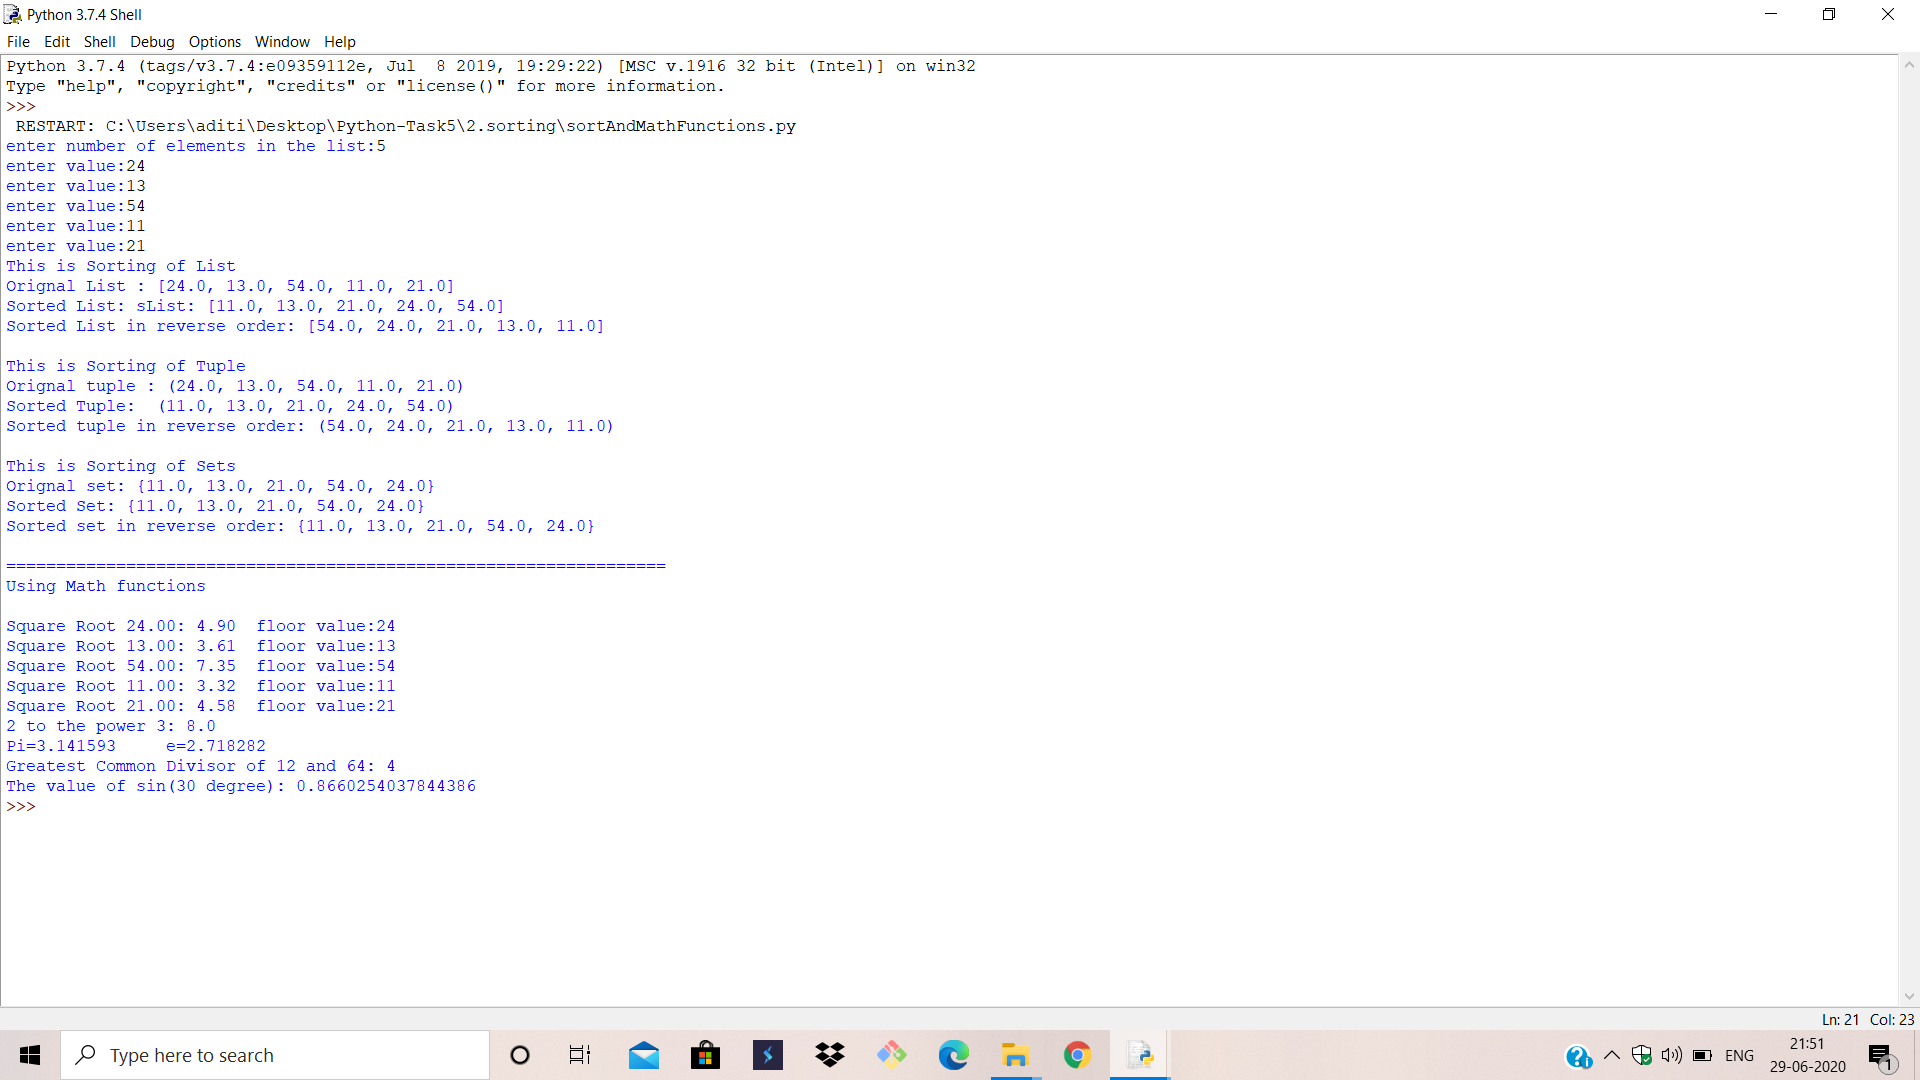 Python 3.7.4 Shell
File Edit Shell Debug Options Window Help
Python 3.7.4 (tags/v3.7.4:e09359112e, Jul  8 2019, 19:29:22) [MSC v.1916 32 bit (Intel)] on win32
Type "help", "copyright", "credits" or "license()" for more information.
>>>
 RESTART: C:\Users\aditi\Desktop\Python-Task5\2.sorting\sortAndMathFunctions.py
enter number of elements in the list:5
enter value:24
enter value:13
enter value:54
enter value:11
enter value:21
This is Sorting of List
Orignal List : [24.0, 13.0, 54.0, 11.0, 21.0]
Sorted List: sList: [11.0, 13.0, 21.0, 24.0, 54.0]
Sorted List in reverse order: [54.0, 24.0, 21.0, 13.0, 11.0]

This is Sorting of Tuple
Orignal tuple : (24.0, 13.0, 54.0, 11.0, 21.0)
Sorted Tuple:  (11.0, 13.0, 21.0, 24.0, 54.0)
Sorted tuple in reverse order: (54.0, 24.0, 21.0, 13.0, 11.0)

This is Sorting of Sets
Orignal set: {11.0, 13.0, 21.0, 54.0, 24.0}
Sorted Set: {11.0, 13.0, 21.0, 54.0, 24.0}
Sorted set in reverse order: {11.0, 13.0, 21.0, 54.0, 24.0}

==================================================================
Using Math functions

Square Root 24.00: 4.90  floor value:24
Square Root 13.00: 3.61  floor value:13
Square Root 54.00: 7.35  floor value:54
Square Root 11.00: 3.32  floor value:11
Square Root 21.00: 4.58  floor value:21
2 to the power 3: 8.0
Pi=3.141593     e=2.718282
Greatest Common Divisor of 12 and 64: 4
The value of sin(30 degree): 0.8660254037844386
>>>
Ln: 21 Col: 23
Type here to search
ENG
21:51
29-06-2020
1